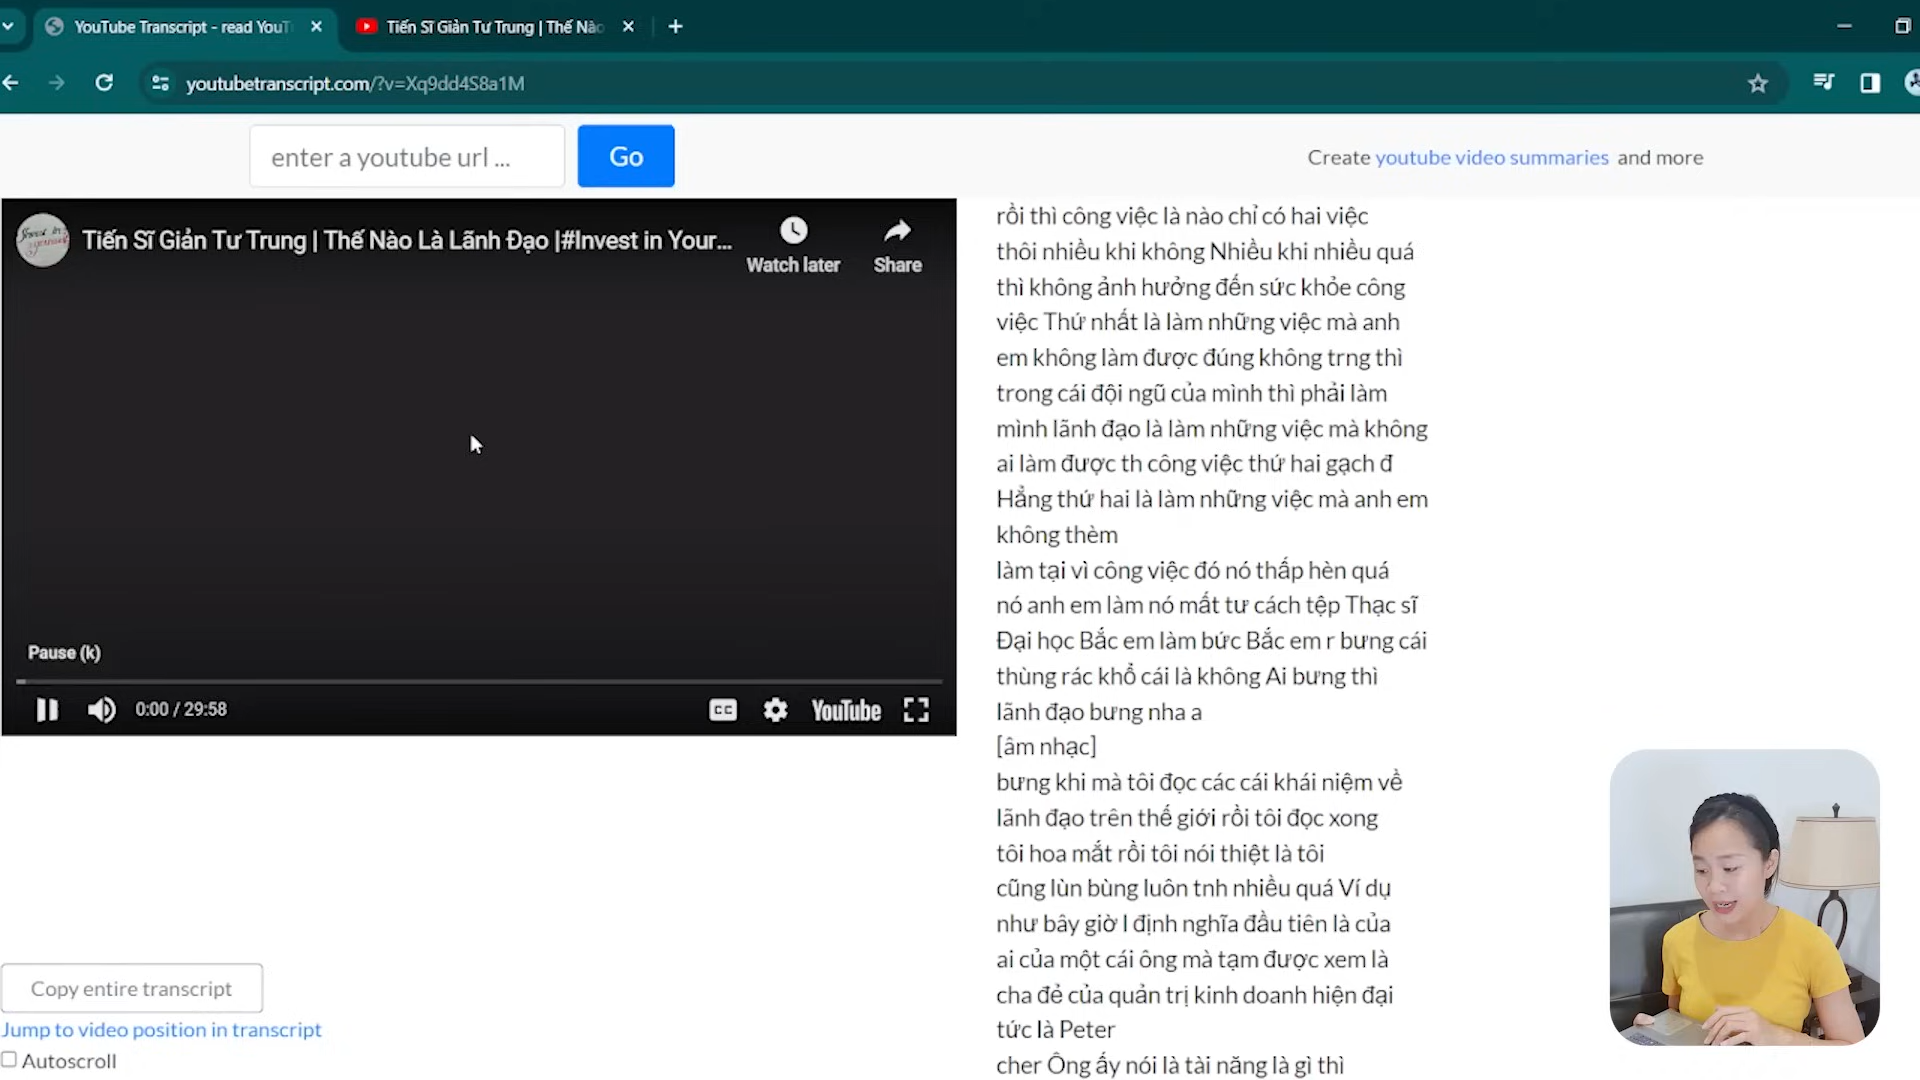 YouTube Transcript - read YouT
Tiến Sĩ Giản Tư Trung | Thế Nào
youtubetranscript.com/?v=Xq9dd4S8a1M
enter a youtube url ...
Go
Create youtube video summaries and more
Tiến Sĩ Giản Tư Trung | Thế Nào Là Lãnh Đạo |#Invest in Your...
Watch later
Share
Pause (k)
0:00 / 29:58
CC
YouTube
Copy entire transcript
Jump to video position in transcript
Autoscroll
rồi thì công việc là nào chỉ có hai việc
thôi nhiều khi không Nhiều khi nhiều quá
thì không ảnh hưởng đến sức khỏe công
việc Thứ nhất là làm những việc mà anh
em không làm được đúng không trng thì
trong cái đội ngũ của mình thì phải làm
mình lãnh đạo là làm những việc mà không
ai làm được th công việc thứ hai gạch đ
Hẳng thứ hai là làm những việc mà anh em
không thèm
làm tại vì công việc đó nó thấp hèn quá
nó anh em làm nó mất tư cách tệp Thạc sĩ
Đại học Bắc em làm bức Bắc em r bưng cái
thùng rác khổ cái là không Ai bưng thì
lãnh đạo bưng nha a
[âm nhạc]
bưng khi mà tôi đọc các cái khái niệm về
lãnh đạo trên thế giới rồi tôi đọc xong
tôi hoa mắt rồi tôi nói thiệt là tôi
cũng lùn bùng luôn tnh nhiều quá Ví dụ
như bây giờ I định nghĩa đầu tiên là của
ai của một cái ông mà tạm được xem là
cha đẻ của quản trị kinh doanh hiện đại
tức là Peter
cher Ông ấy nói là tài năng là gì thì